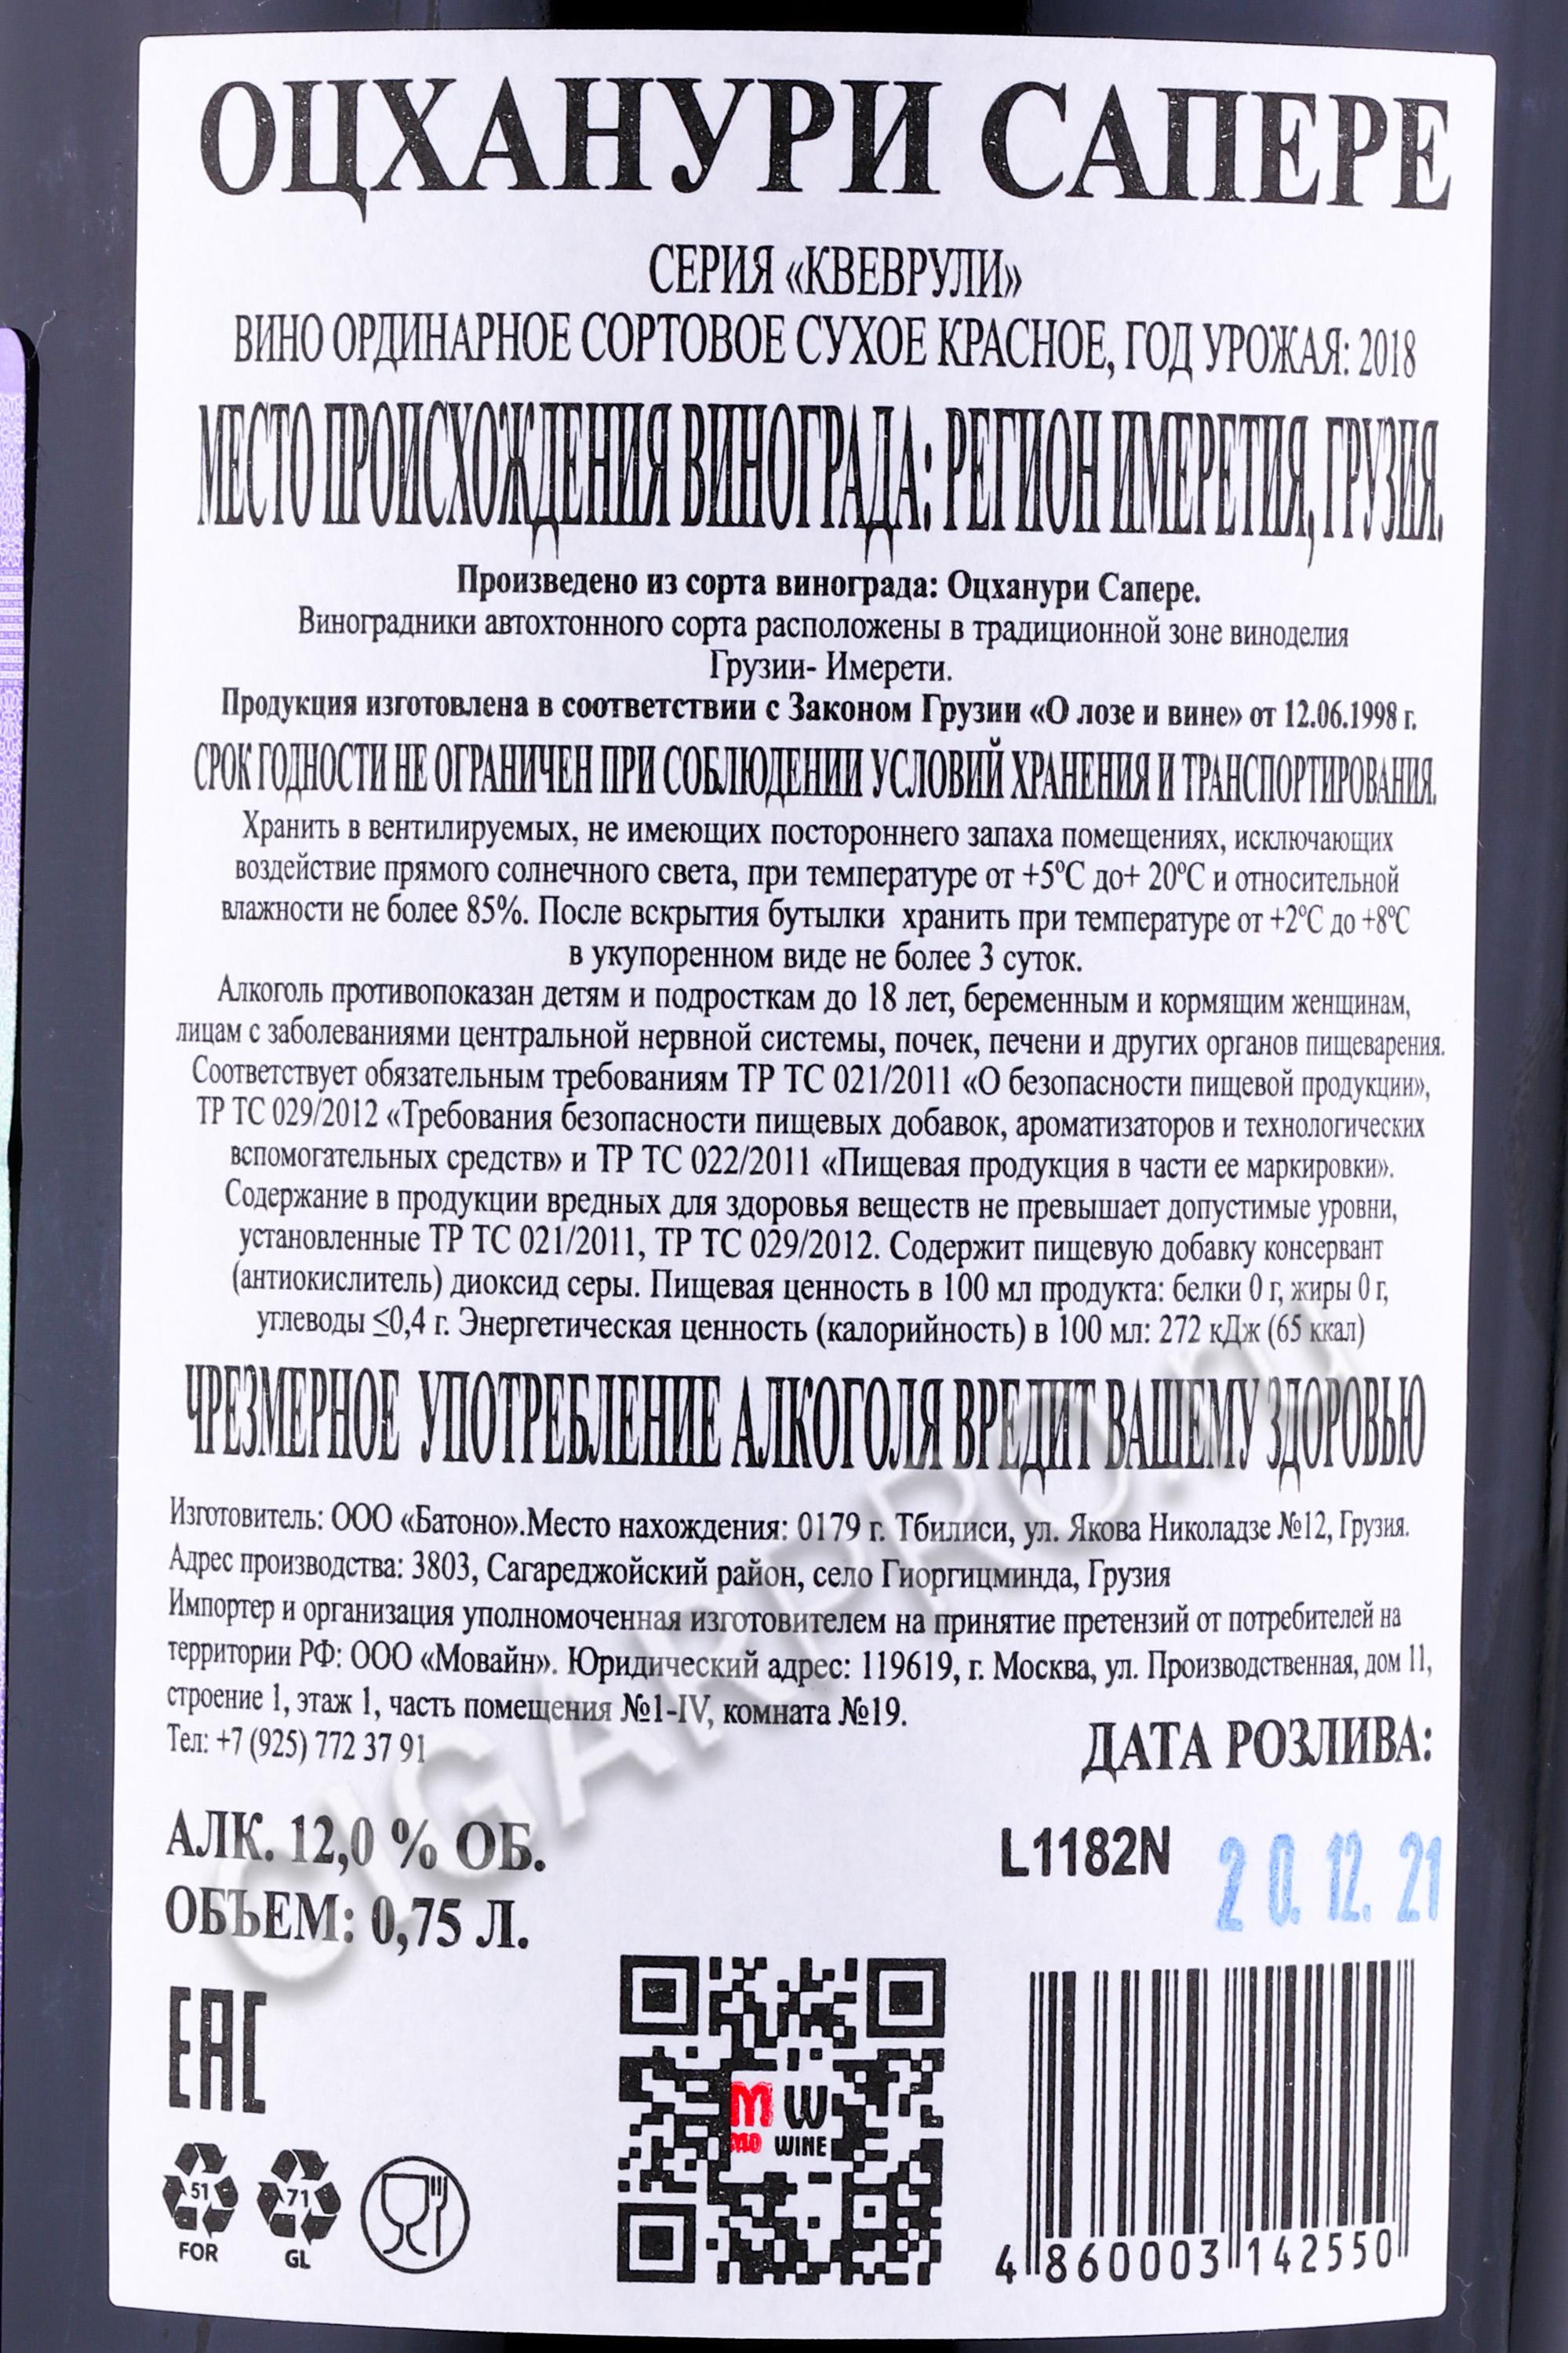 ОЦХАНУРИ САПЕРЕ
СЕРИЯ «КВЕВРУЛИ»
ВИНО ОРДИНАРНОЕ СОРТОВОЕ СУХОЕ КРАСНОЕ, ГОД УРОЖАЯ: 2018
МЕСТО ПРОИСХОЖДЕНИЯ ВИНОГРАДА: РЕГИОН ИМЕРЕТИЯ, ГРУЗИЯ.
Произведено из сорта винограда: Оцханури Сапере.
Виноградники автохтонного сорта расположены в традиционной зоне виноделия
Грузии- Имерети.
Продукция изготовлена в соответствии с Законом Грузии «О лозе и вине» от 12.06.1998 г.
СРОК ГОДНОСТИ НЕ ОГРАНИЧЕН ПРИ СОБЛЮДЕНИИ УСЛОВИЙ ХРАНЕНИЯ И ТРАНСПОРТИРОВАНИЯ.
Хранить в вентилируемых, не имеющих постороннего запаха помещениях, исключающих
воздействие прямого солнечного света, при температуре от +5ºС до+ 20ºС и относительной
влажности не более 85%. После вскрытия бутылки хранить при температуре от +2ºС до +8ºС
в укупоренном виде не более 3 суток.
Алкоголь противопоказан детям и подросткам до 18 лет, беременным и кормящим женщинам,
лицам с заболеваниями центральной нервной системы, почек, печени и других органов пищеварения.
Соответствует обязательным требованиям ТР ТС 021/2011 «О безопасности пищевой продукции»,
ТР ТС 029/2012 «Требования безопасности пищевых добавок, ароматизаторов и технологических
вспомогательных средств» и ТР ТС 022/2011 «Пищевая продукция в части ее маркировки».
Содержание в продукции вредных для здоровья веществ не превышает допустимые уровни,
установленные ТР ТС 021/2011, ТР ТС 029/2012. Содержит пищевую добавку консервант
(антиокислитель) диоксид серы. Пищевая ценность в 100 мл продукта: белки 0 г, жиры 0 г,
углеводы ≤0,4 г. Энергетическая ценность (калорийность) в 100 мл: 272 кДж (65 ккал)
ЧРЕЗМЕРНОЕ УПОТРЕБЛЕНИЕ АЛКОГОЛЯ ВРЕДИТ ВАШЕМУ ЗДОРОВЬЮ
Изготовитель: ООО «Батоно».Место нахождения: 0179 г. Тбилиси, ул. Якова Николадзе №12, Грузия.
Адрес производства: 3803, Сагареджойский район, село Гиоргицминда, Грузия
Импортер и организация уполномоченная изготовителем на принятие претензий от потребителей на
территории РФ: ООО «Мовайн». Юридический адрес: 119619, г. Москва, ул. Производственная, дом 11,
строение 1, этаж 1, часть помещения №1-IV, комната №19.
Тел: +7 (925) 772 37 91
ДАТА РОЗЛИВА:
АЛК. 12,0 % ОБ.
L1182N 20.12.21
ОБЪЕМ: 0,75 Л.
EAC
M W
MO WINE
51
FOR
71
GL
4 860003 142550
CIGARPRO.ru